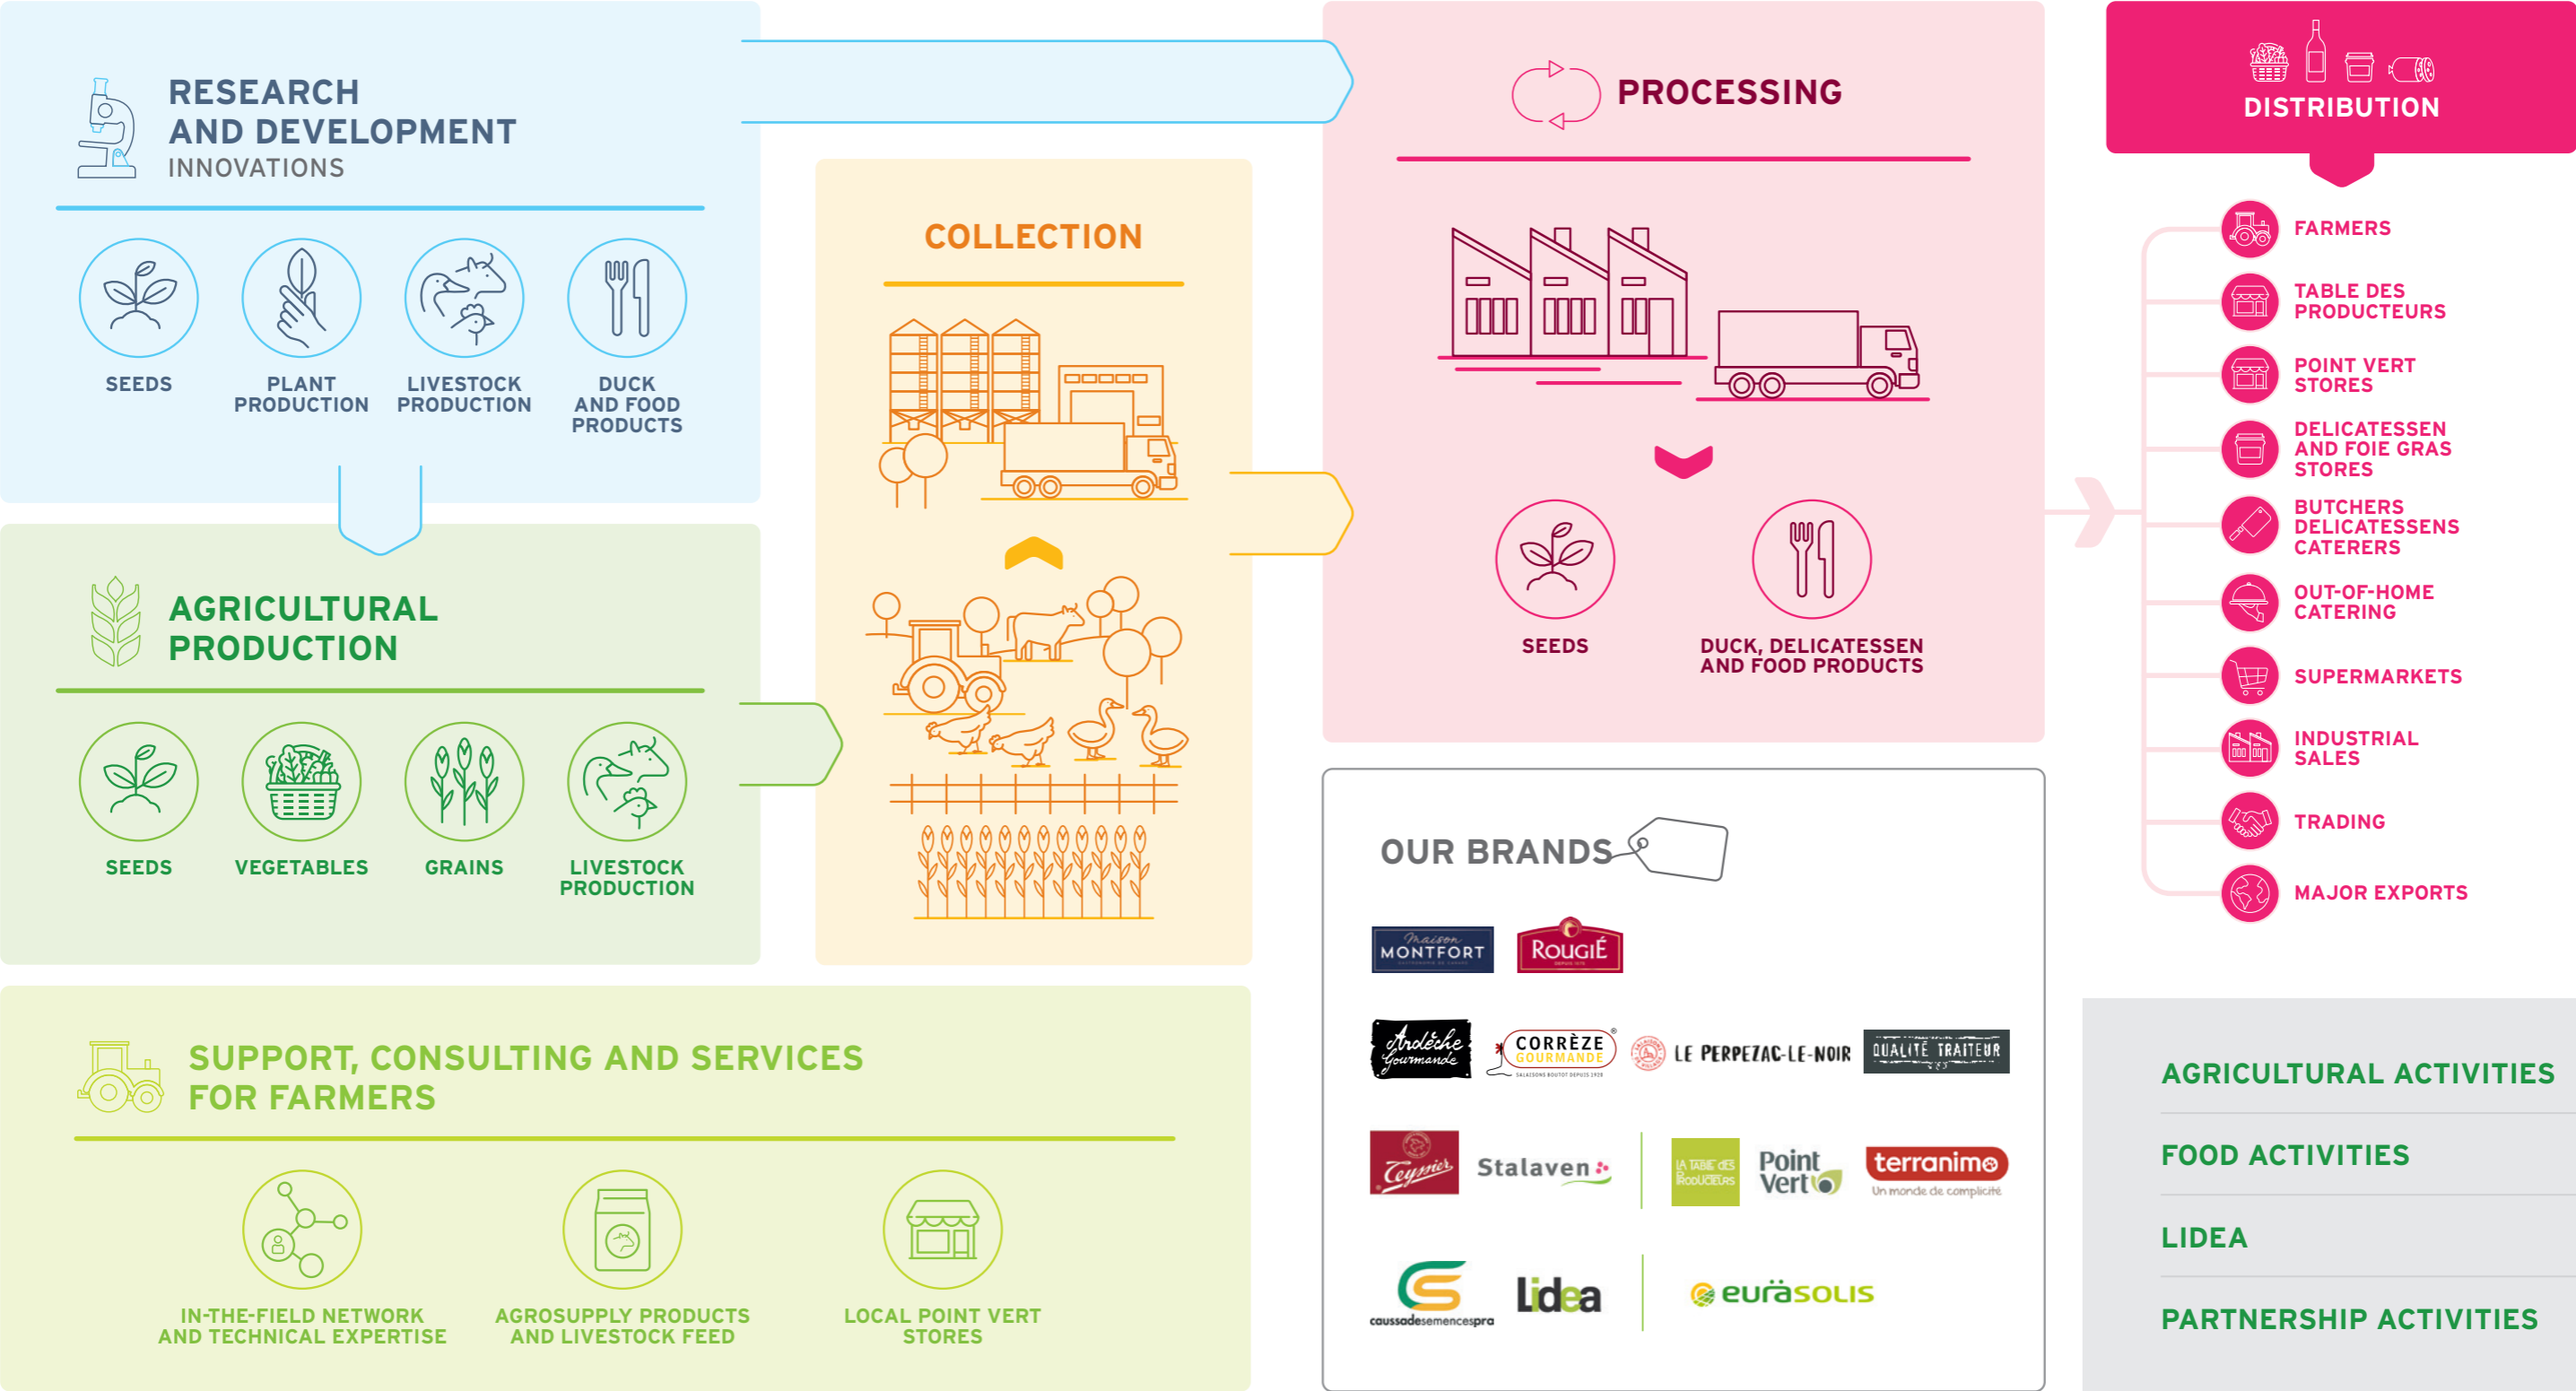 RESEARCH
AND DEVELOPMENT
INNOVATIONS
SEEDS
PLANT
PRODUCTION
LIVESTOCK
PRODUCTION
DUCK
AND FOOD
PRODUCTS
AGRICULTURAL
PRODUCTION
SEEDS
VEGETABLES
GRAINS
LIVESTOCK
PRODUCTION
COLLECTION
PROCESSING
SEEDS
DUCK, DELICATESSEN
AND FOOD PRODUCTS
DISTRIBUTION
FARMERS
TABLE DES
PRODUCTEURS
POINT VERT
STORES
DELICATESSEN
AND FOIE GRAS
STORES
BUTCHERS
DELICATESSENS
CATERERS
OUT-OF-HOME
CATERING
SUPERMARKETS
INDUSTRIAL
SALES
TRADING
MAJOR EXPORTS
SUPPORT, CONSULTING AND SERVICES
FOR FARMERS
IN-THE-FIELD NETWORK
AND TECHNICAL EXPERTISE
AGROSUPPLY PRODUCTS
AND LIVESTOCK FEED
LOCAL POINT VERT
STORES
OUR BRANDS
Maison
MONTFORT
ROUGIÉ
Ardèche
Gourmande
CORRÈZE
GOURMANDE
SALAISONS BOUTOT DEPUIS 1920
LE PERPEZAC-LE-NOIR
QUALITÉ TRAITEUR
Teyssier
Stalaven
LA TABLE DES
PRODUCTEURS
Point
Vert
terranimo
Un monde de complicité
caussadesemencespro
Lidea
euräsolis
AGRICULTURAL ACTIVITIES
FOOD ACTIVITIES
LIDEA
PARTNERSHIP ACTIVITIES